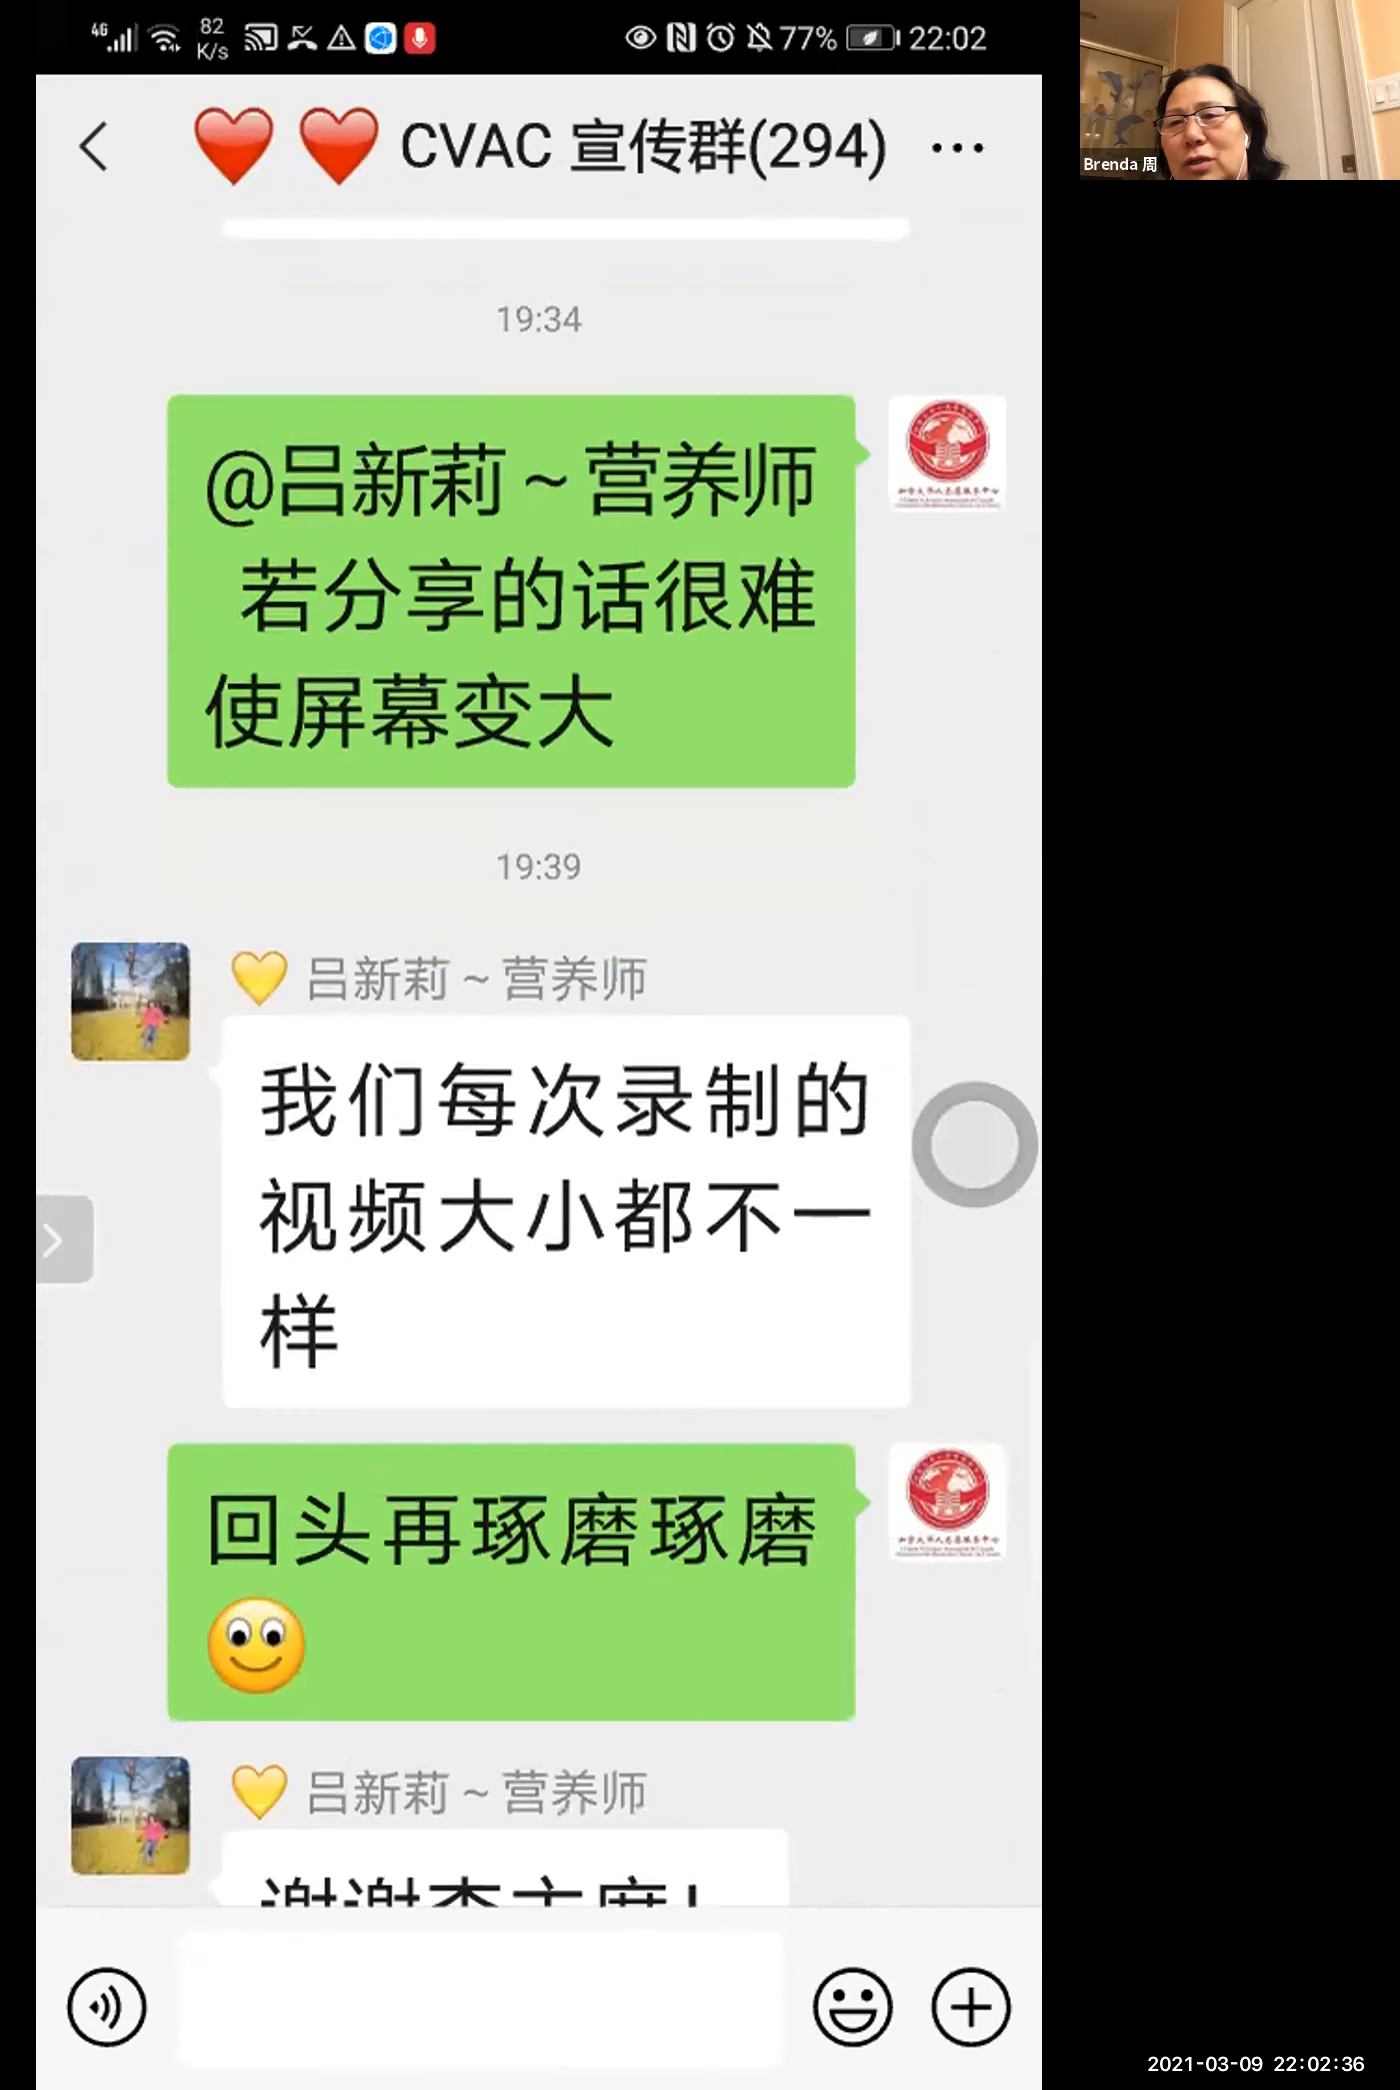 4G 82 K/s 77% 22:02
CVAC 宣传群(294)
Brenda 周
19:34
@吕新莉~营养师
若分享的话很难
使屏幕变大
19:39
吕新莉~营养师
我们每次录制的
视频大小都不一
样
回头再琢磨琢磨
吕新莉~营养师
2021-03-09 22:02:36